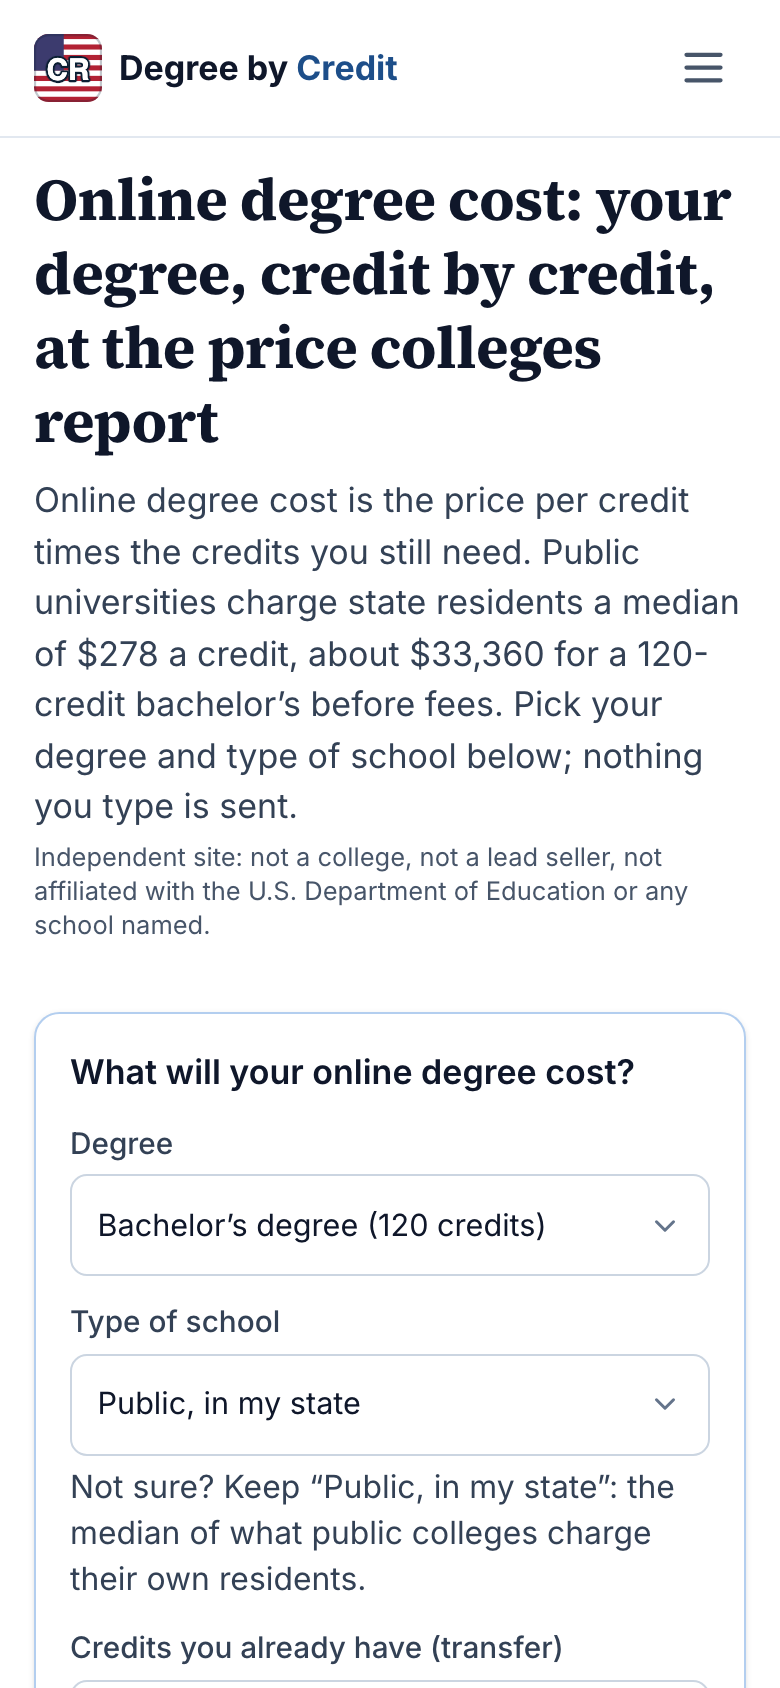 CR
Degree by Credit
Online degree cost: your
degree, credit by credit,
at the price colleges
report
Online degree cost is the price per credit
times the credits you still need. Public
universities charge state residents a median
of $278 a credit, about $33,360 for a 120-
credit bachelor’s before fees. Pick your
degree and type of school below; nothing
you type is sent.
Independent site: not a college, not a lead seller, not
affiliated with the U.S. Department of Education or any
school named.
What will your online degree cost?
Degree
Bachelor’s degree (120 credits)
Type of school
Public, in my state
Not sure? Keep “Public, in my state”: the
median of what public colleges charge
their own residents.
Credits you already have (transfer)